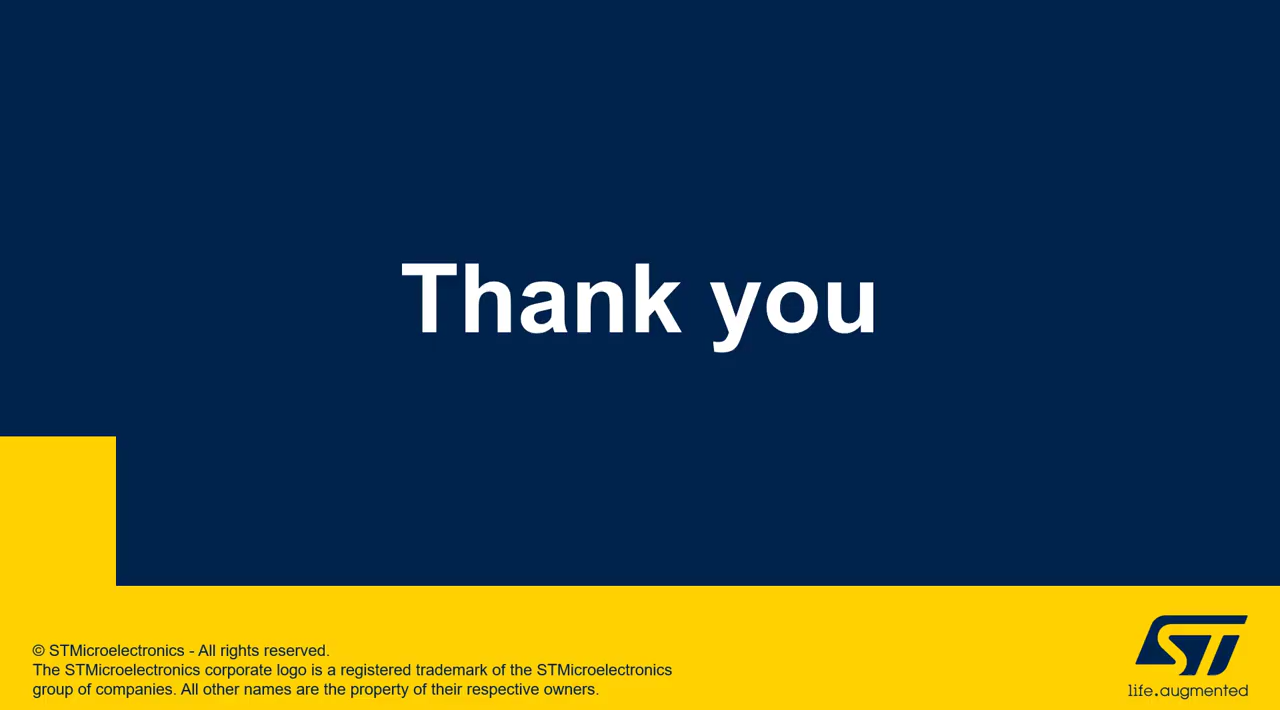 Thank you
© STMicroelectronics - All rights reserved.
The STMicroelectronics corporate logo is a registered trademark of the STMicroelectronics
group of companies. All other names are the property of their respective owners.
ST
life.augmented